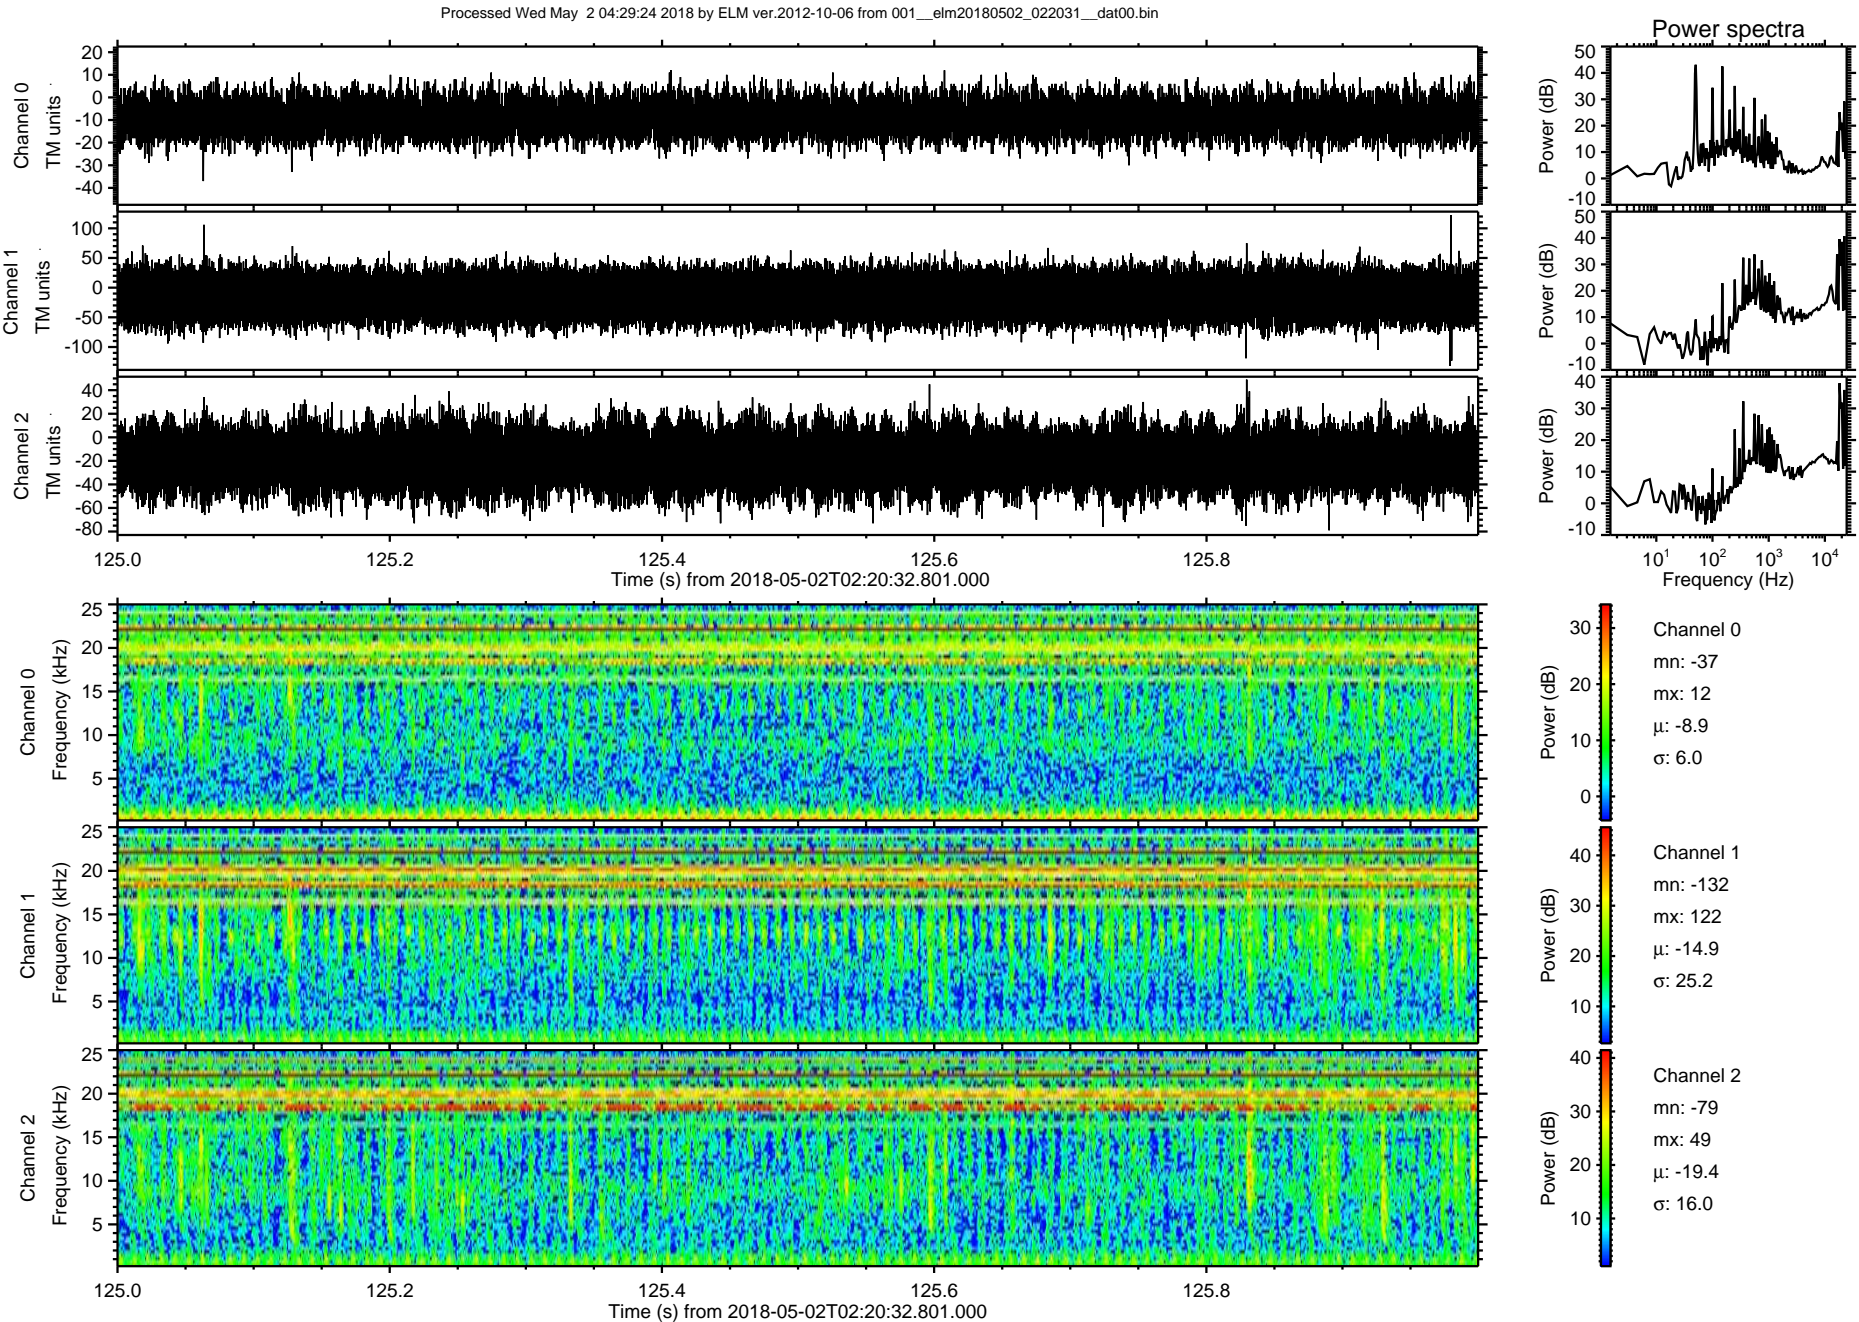 Processed Wed May  2 04:29:24 2018 by ELM ver.2012-10-06 from 001__elm20180502_022031__dat00.bin
Power spectra
Channel 0
TM units
20
10
0
-10
-20
-30
-40
50
40
30
20
10
0
-10
Power (dB)
Channel 1
TM units
100
50
0
-50
-100
50
40
30
20
10
0
-10
Power (dB)
Channel 2
TM units
40
20
0
-20
-40
-60
-80
40
30
20
10
0
-10
Power (dB)
125.0 125.2 125.4 125.6 125.8
Time (s) from 2018-05-02T02:20:32.801.000
10¹ 10² 10³ 10⁴
Frequency (Hz)
Channel 0
Frequency (kHz)
25
20
15
10
5
Power (dB)
30
20
10
0
Channel 0
mn: -37
mx: 12
μ: -8.9
σ: 6.0
Channel 1
Frequency (kHz)
25
20
15
10
5
Power (dB)
40
30
20
10
Channel 1
mn: -132
mx: 122
μ: -14.9
σ: 25.2
Channel 2
Frequency (kHz)
25
20
15
10
5
Power (dB)
40
30
20
10
Channel 2
mn: -79
mx: 49
μ: -19.4
σ: 16.0
125.0 125.2 125.4 125.6 125.8
Time (s) from 2018-05-02T02:20:32.801.000